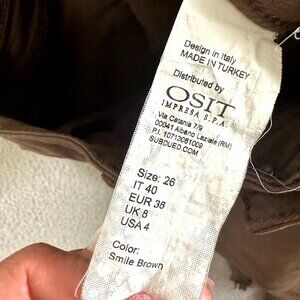 Design in Italy
MADE IN TURKEY
Distributed by
OSIT
IMPRESA S.P.A.
Via Catania 7/9
00041 Albano Laziale (RM)
P.I. 10713081009
SUBDUED.COM
Size: 26
IT 40
EUR 36
UK 8
USA 4
Color:
Smile Brown